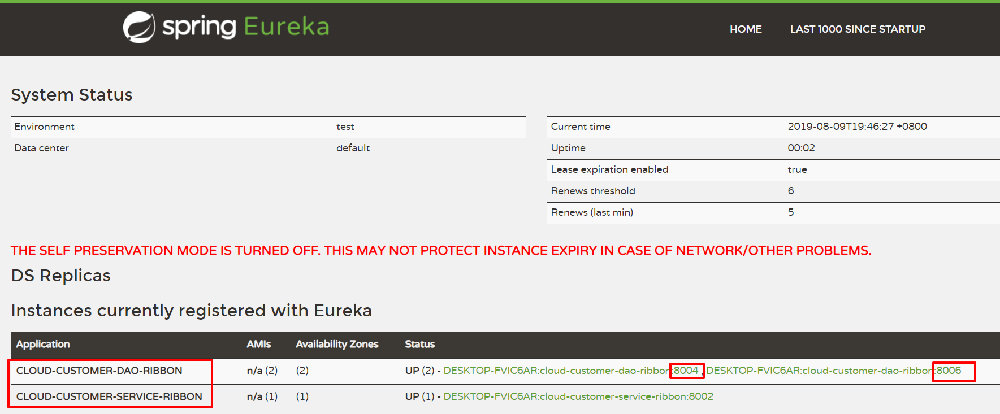 spring Eureka
HOME LAST 1000 SINCE STARTUP
System Status
Environment test
Data center default
Current time 2019-08-09T19:46:27 +0800
Uptime 00:02
Lease expiration enabled true
Renews threshold 6
Renews (last min) 5
THE SELF PRESERVATION MODE IS TURNED OFF. THIS MAY NOT PROTECT INSTANCE EXPIRY IN CASE OF NETWORK/OTHER PROBLEMS.
DS Replicas
Instances currently registered with Eureka
Application AMIs Availability Zones Status
CLOUD-CUSTOMER-DAO-RIBBON n/a (2) (2) UP (2) - DESKTOP-FVIC6AR:cloud-customer-dao-ribbon:8004 , DESKTOP-FVIC6AR:cloud-customer-dao-ribbon:8006
CLOUD-CUSTOMER-SERVICE-RIBBON n/a (1) (1) UP (1) - DESKTOP-FVIC6AR:cloud-customer-service-ribbon:8002